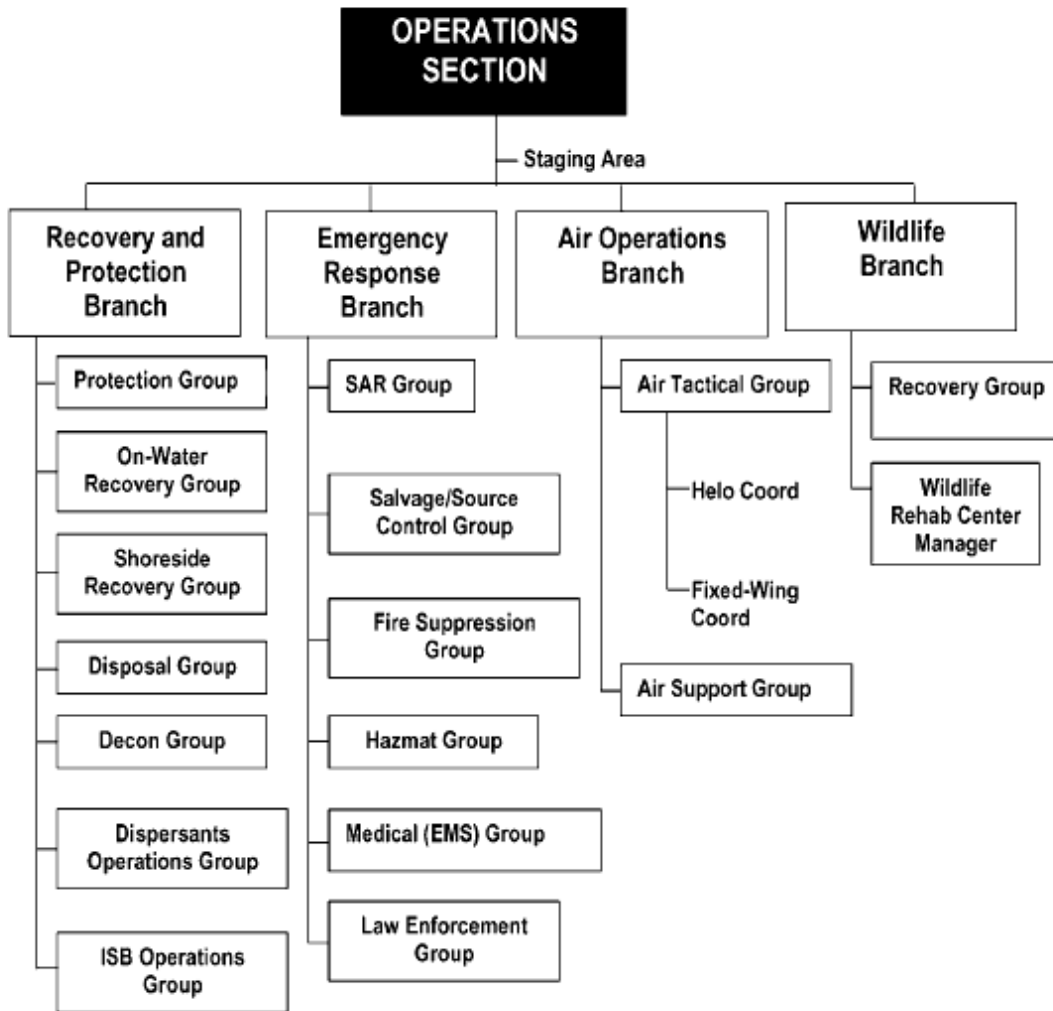 OPERATIONS
SECTION
Staging Area
Recovery and
Protection
Branch
Emergency
Response
Branch
Air Operations
Branch
Wildlife
Branch
Protection Group
On-Water
Recovery Group
Shoreside
Recovery Group
Disposal Group
Decon Group
Dispersants
Operations Group
ISB Operations
Group
SAR Group
Salvage/Source
Control Group
Fire Suppression
Group
Hazmat Group
Medical (EMS) Group
Law Enforcement
Group
Air Tactical Group
Helo Coord
Fixed-Wing
Coord
Air Support Group
Recovery Group
Wildlife
Rehab Center
Manager